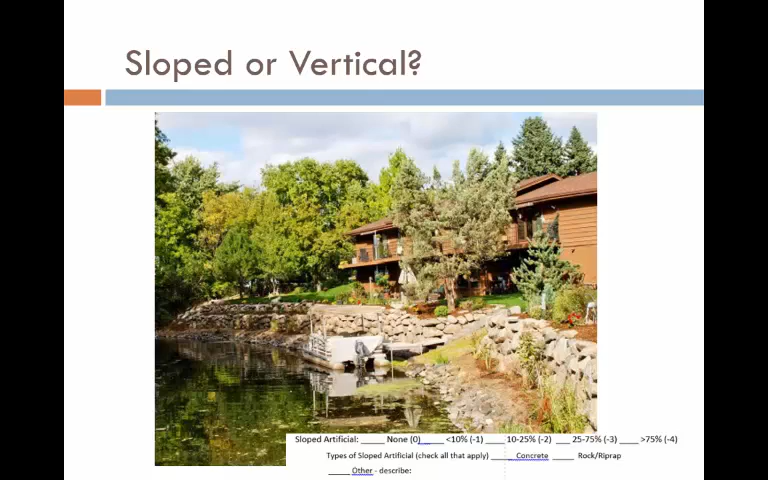 Sloped or Vertical?
Sloped Artificial: _____ None (0)_____ <10% (-1) ____ 10-25% (-2) ___ 25-75% (-3) ____ >75% (-4)
Types of Sloped Artificial (check all that apply) _____ Concrete _____ Rock/Riprap
_____ Other - describe: